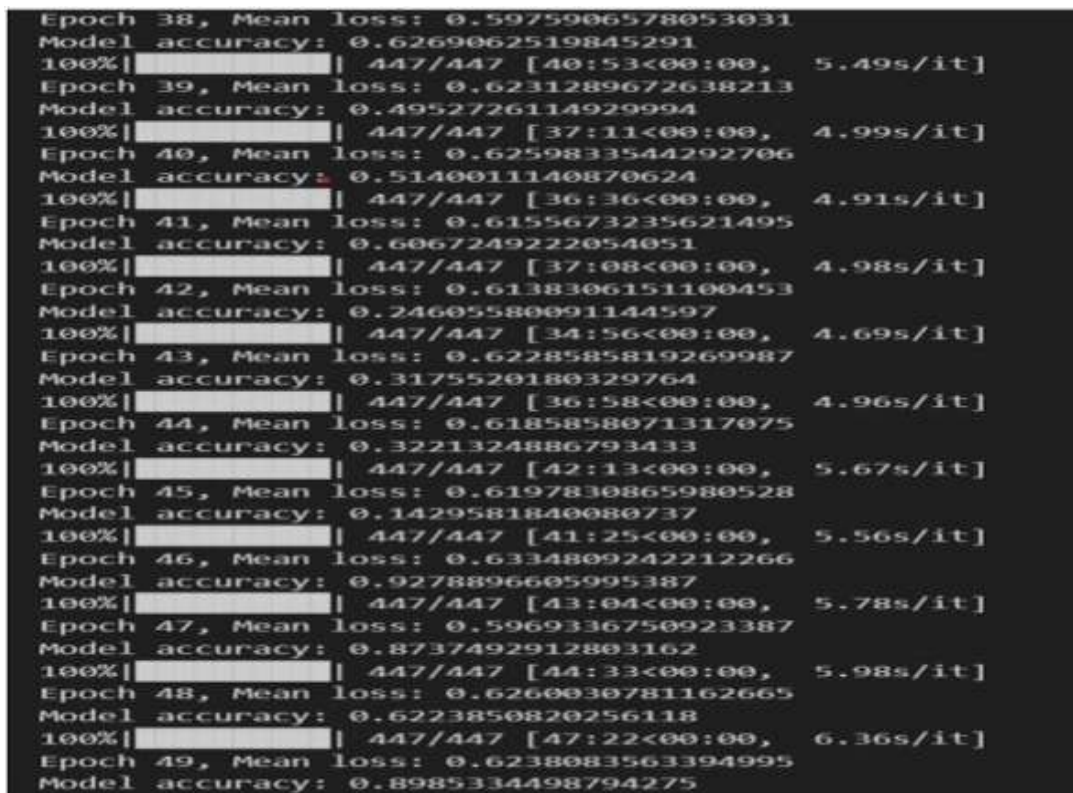 Epoch 38, Mean loss: 0.5975906578053031
Model accuracy: 0.6269062519845291
100%|██████████| 447/447 [40:53<00:00, 5.49s/it]
Epoch 39, Mean loss: 0.6231289672638213
Model accuracy: 0.4952726114929994
100%|██████████| 447/447 [37:11<00:00, 4.99s/it]
Epoch 40, Mean loss: 0.6259833544292706
Model accuracy: 0.5140011140870624
100%|██████████| 447/447 [36:36<00:00, 4.91s/it]
Epoch 41, Mean loss: 0.6155673235621495
Model accuracy: 0.6067249222054051
100%|██████████| 447/447 [37:08<00:00, 4.98s/it]
Epoch 42, Mean loss: 0.6138306151100453
Model accuracy: 0.24605580091144597
100%|██████████| 447/447 [34:56<00:00, 4.69s/it]
Epoch 43, Mean loss: 0.6228585819269987
Model accuracy: 0.3175520180329764
100%|██████████| 447/447 [36:58<00:00, 4.96s/it]
Epoch 44, Mean loss: 0.6185858071317075
Model accuracy: 0.3221324886793433
100%|██████████| 447/447 [42:13<00:00, 5.67s/it]
Epoch 45, Mean loss: 0.6197830865980528
Model accuracy: 0.1429581840080737
100%|██████████| 447/447 [41:25<00:00, 5.56s/it]
Epoch 46, Mean loss: 0.6334809242212266
Model accuracy: 0.9278896605995387
100%|██████████| 447/447 [43:04<00:00, 5.78s/it]
Epoch 47, Mean loss: 0.5969336750923387
Model accuracy: 0.8737492912803162
100%|██████████| 447/447 [44:33<00:00, 5.98s/it]
Epoch 48, Mean loss: 0.6260030781162665
Model accuracy: 0.6223850820256118
100%|██████████| 447/447 [47:22<00:00, 6.36s/it]
Epoch 49, Mean loss: 0.6238083563394995
Model accuracy: 0.8985334498794275